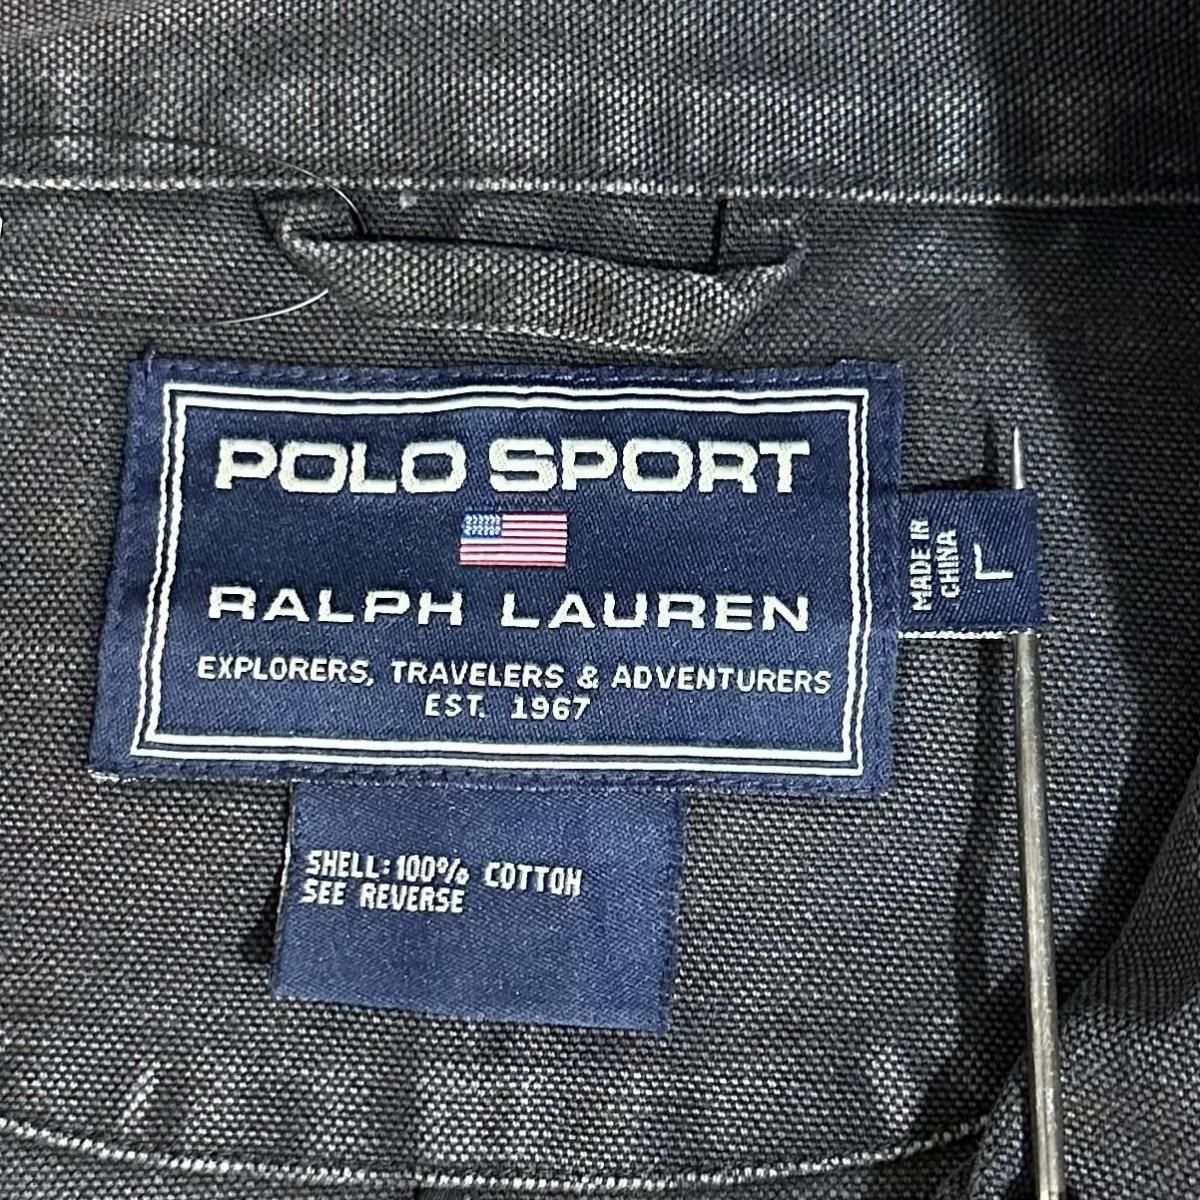 POLO SPORT
RALPH LAUREN
EXPLORERS, TRAVELERS & ADVENTURERS
EST. 1967
MADE IN
CHINA
L
SHELL: 100% COTTON
SEE REVERSE